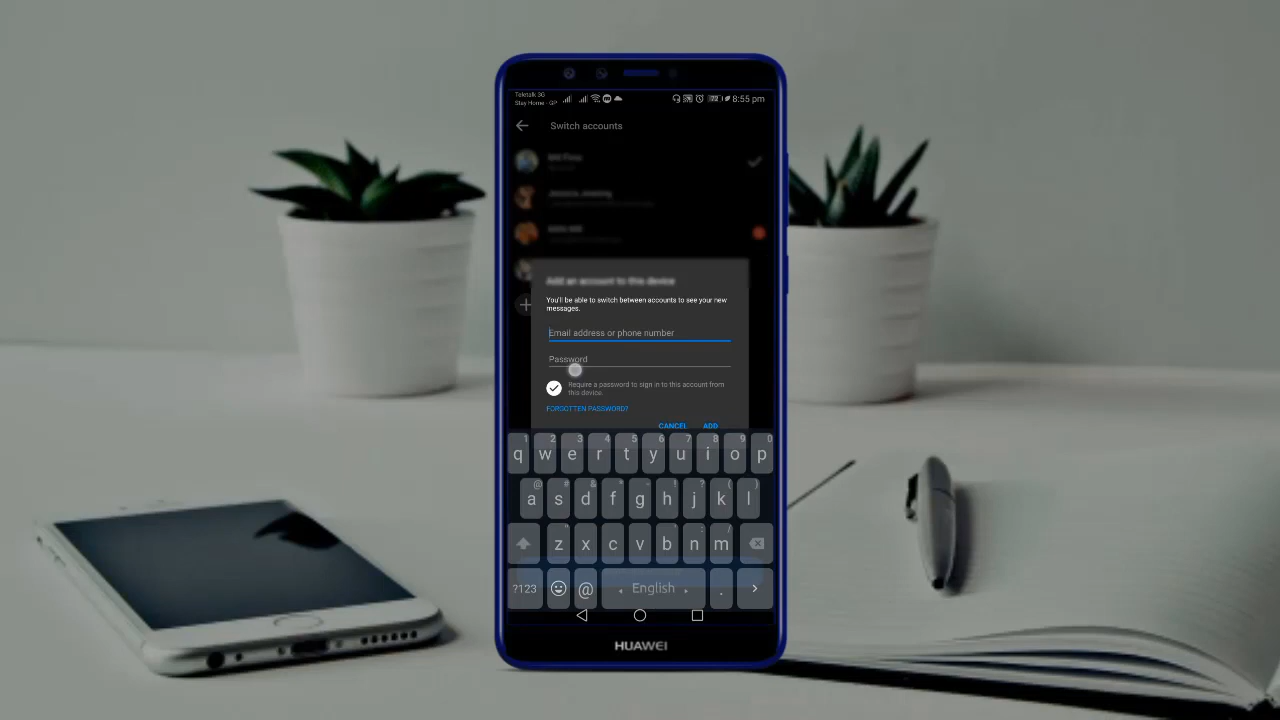 Teletalk 3G
Stay Home - GP
8:55 pm
Switch accounts
Add an account to this device
You'll be able to switch between accounts to see your new
messages.
Email address or phone number
Password
Require a password to sign in to this account from
this device.
FORGOTTEN PASSWORD?
CANCEL ADD
1 2 3 4 5 6 7 8 9 0
q w e r t y u i o p
a s d f g h j k l
z x c v b n m
?123 @ English .
HUAWEI